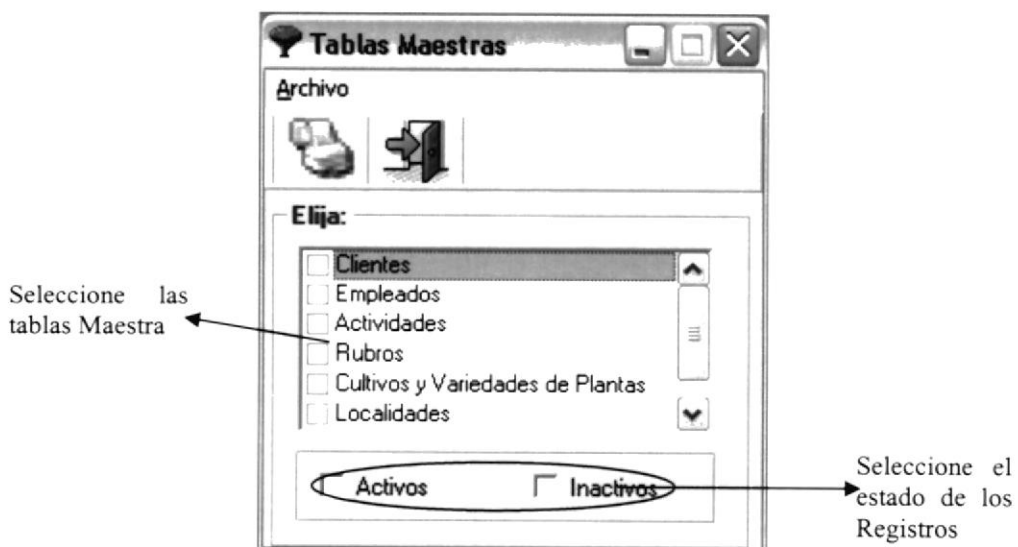 Tablas Maestras
Archivo
Elija:
Clientes
Empleados
Actividades
Rubros
Cultivos y Variedades de Plantas
Localidades
Activos
Inactivos
Seleccione las
tablas Maestra
Seleccione el
estado de los
Registros